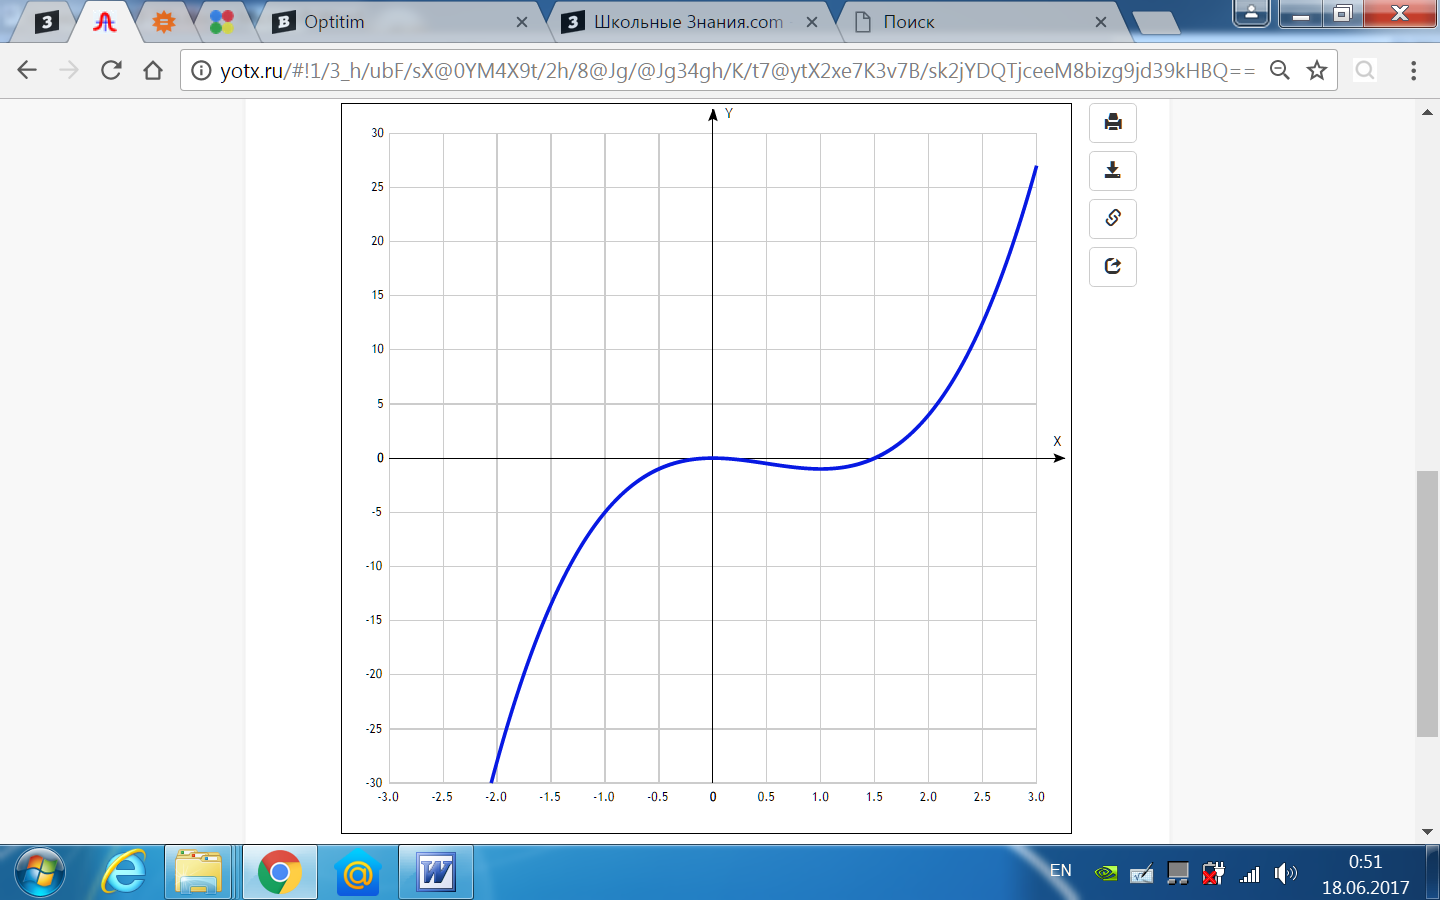 Optitim
Школьные Знания.com
Поиск
yotx.ru/#!1/3_h/ubF/sX@0YM4X9t/2h/8@Jg/@Jg34gh/K/t7@ytX2xe7K3v7B/sk2jYDQTjceeM8bizg9jd39kHBQ==
Y
30
25
20
15
10
5
0
-5
-10
-15
-20
-25
-30
X
-3.0 -2.5 -2.0 -1.5 -1.0 -0.5 0 0.5 1.0 1.5 2.0 2.5 3.0
EN
0:51
18.06.2017